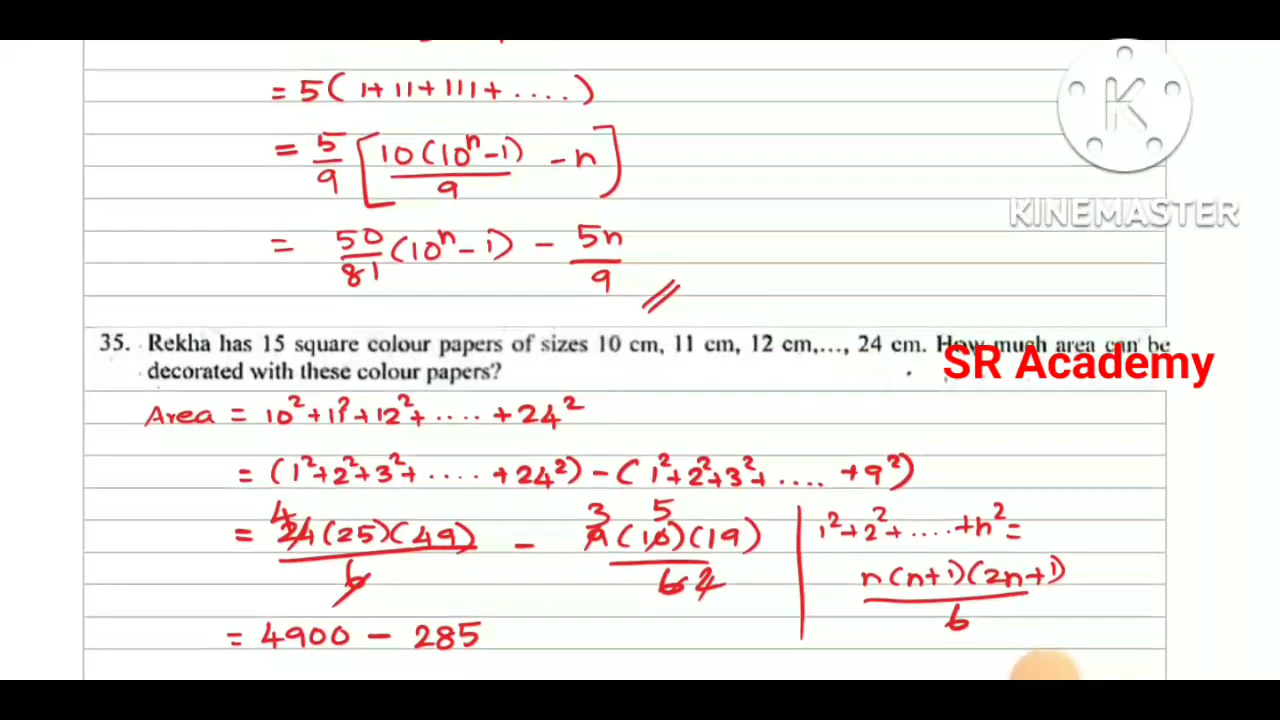 = 5(1+11+111+.....)
= 5/9 [10(10ⁿ-1)/9 - n]
= 50/81 (10ⁿ-1) - 5n/9 //
KINEMASTER
35. Rekha has 15 square colour papers of sizes 10 cm, 11 cm, 12 cm,..., 24 cm. How much area can be
decorated with these colour papers?
SR Academy
Area = 10²+11²+12²+.....+24²
= (1²+2²+3²+.....+24²)-(1²+2²+3²+.....+9²)
= 4 24(25)(49)/6 - 3 9(10)(19)/6 5 2
1²+2²+.....+n² =
n(n+1)(2n+1)/6
= 4900 - 285